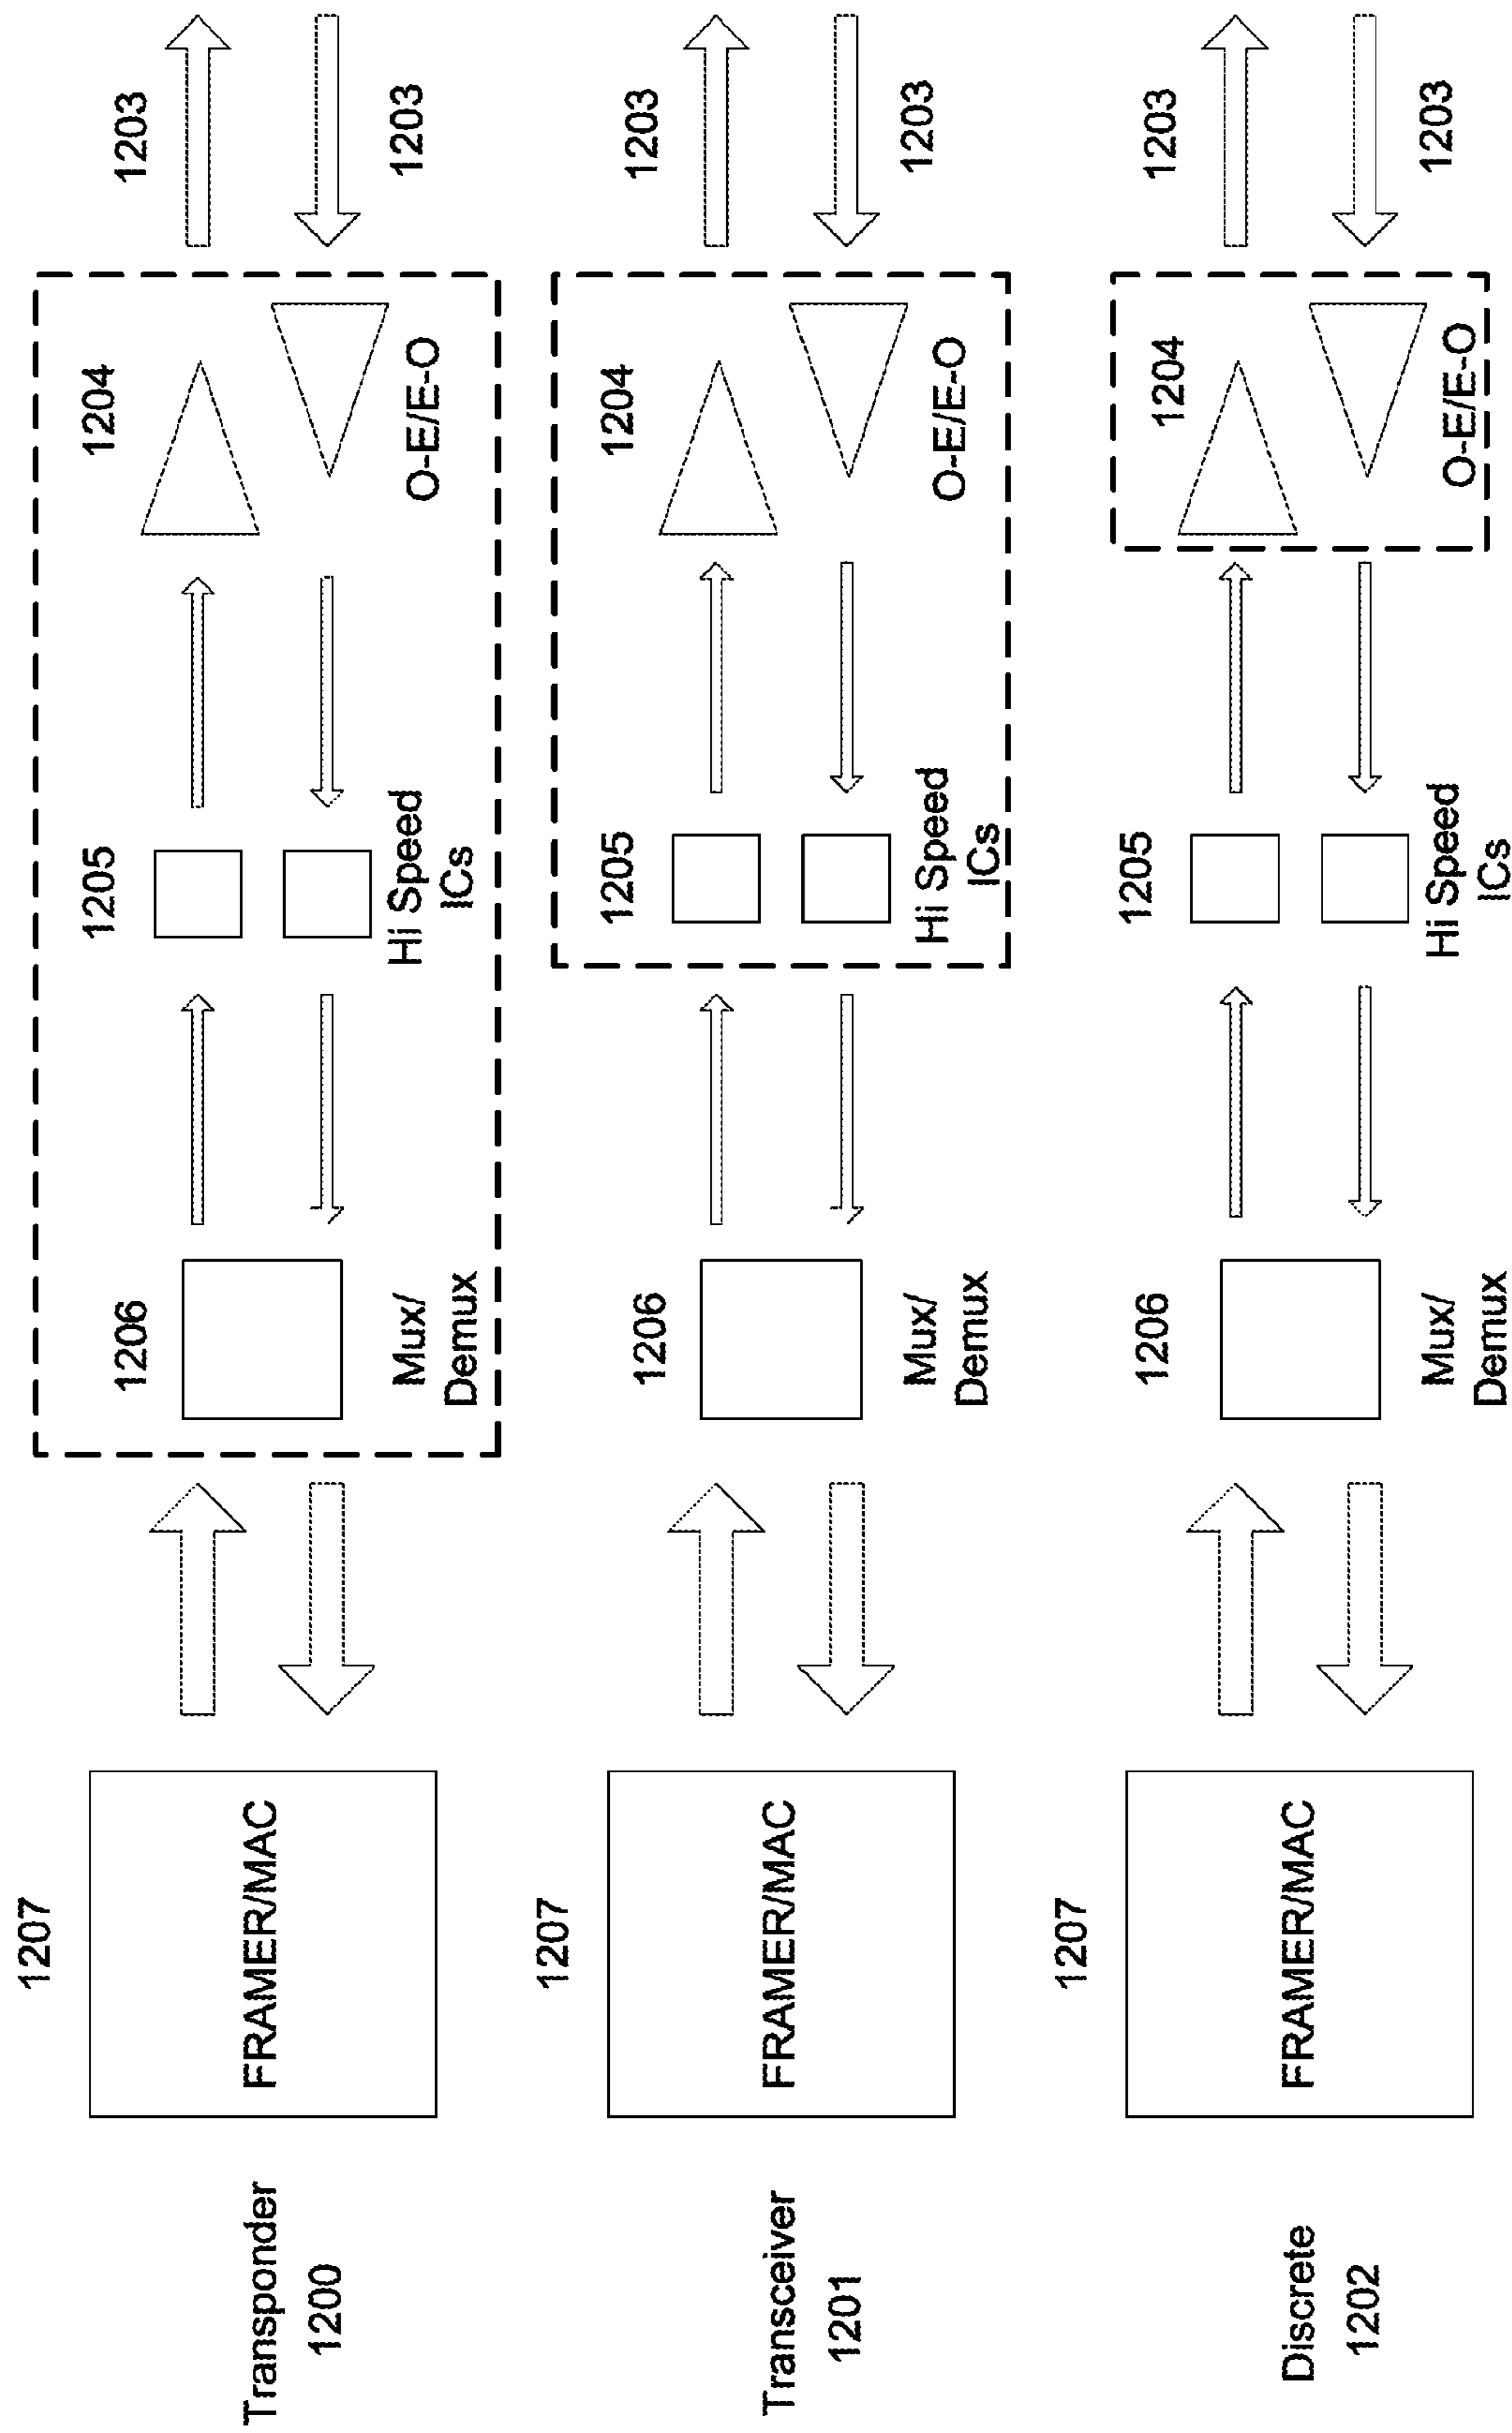 Transponder
1200
1207
FRAMER/MAC
1206
Mux/
Demux
1205
Hi Speed
ICs
1204
O-E/E-O
1203
1203
Transceiver
1201
1207
FRAMER/MAC
1206
Mux/
Demux
1205
Hi Speed
ICs
1204
O-E/E-O
1203
1203
Discrete
1202
1207
FRAMER/MAC
1206
Mux/
Demux
1205
Hi Speed
ICs
1204
O-E/E-O
1203
1203